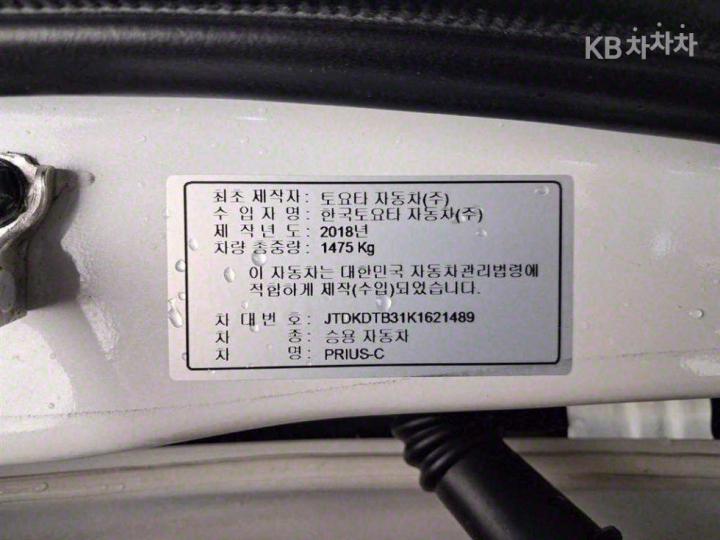 KB차차차
최초 제작자 : 토요타 자동차(주)
수 입 자 명 : 한국토요타 자동차(주)
제 작 년 도 : 2018년
차량 총중량 : 1475 Kg
이 자동차는 대한민국 자동차관리법령에
적합하게 제작(수입)되었습니다.
차 대 번 호 : JTDKDTB31K1621489
차 종 : 승용 자동차
차 명 : PRIUS-C